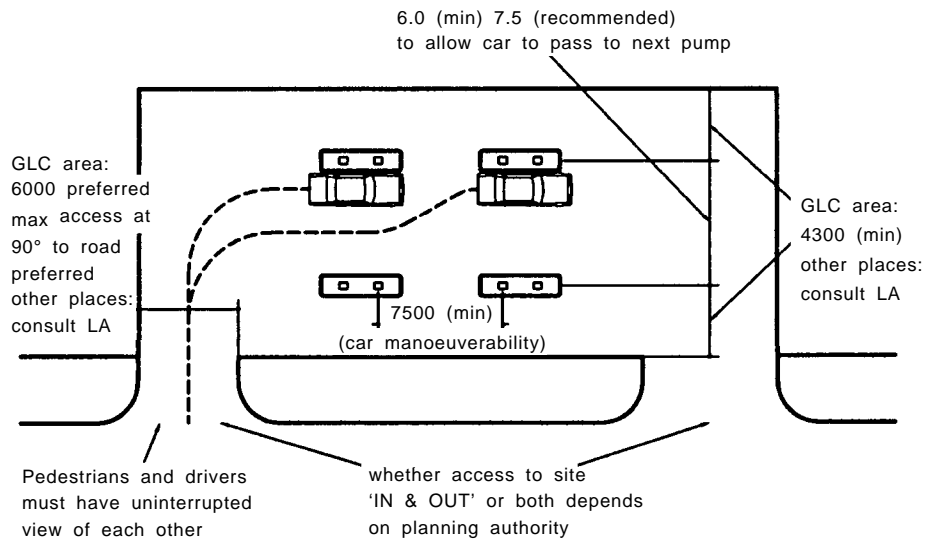 6.0 (min) 7.5 (recommended)
to allow car to pass to next pump
GLC area:
6000 preferred
max access at
90° to road
preferred
other places:
consult LA
GLC area:
4300 (min)
other places:
consult LA
7500 (min)
(car manoeuverability)
Pedestrians and drivers
must have uninterrupted
view of each other
whether access to site
‘IN & OUT’ or both depends
on planning authority